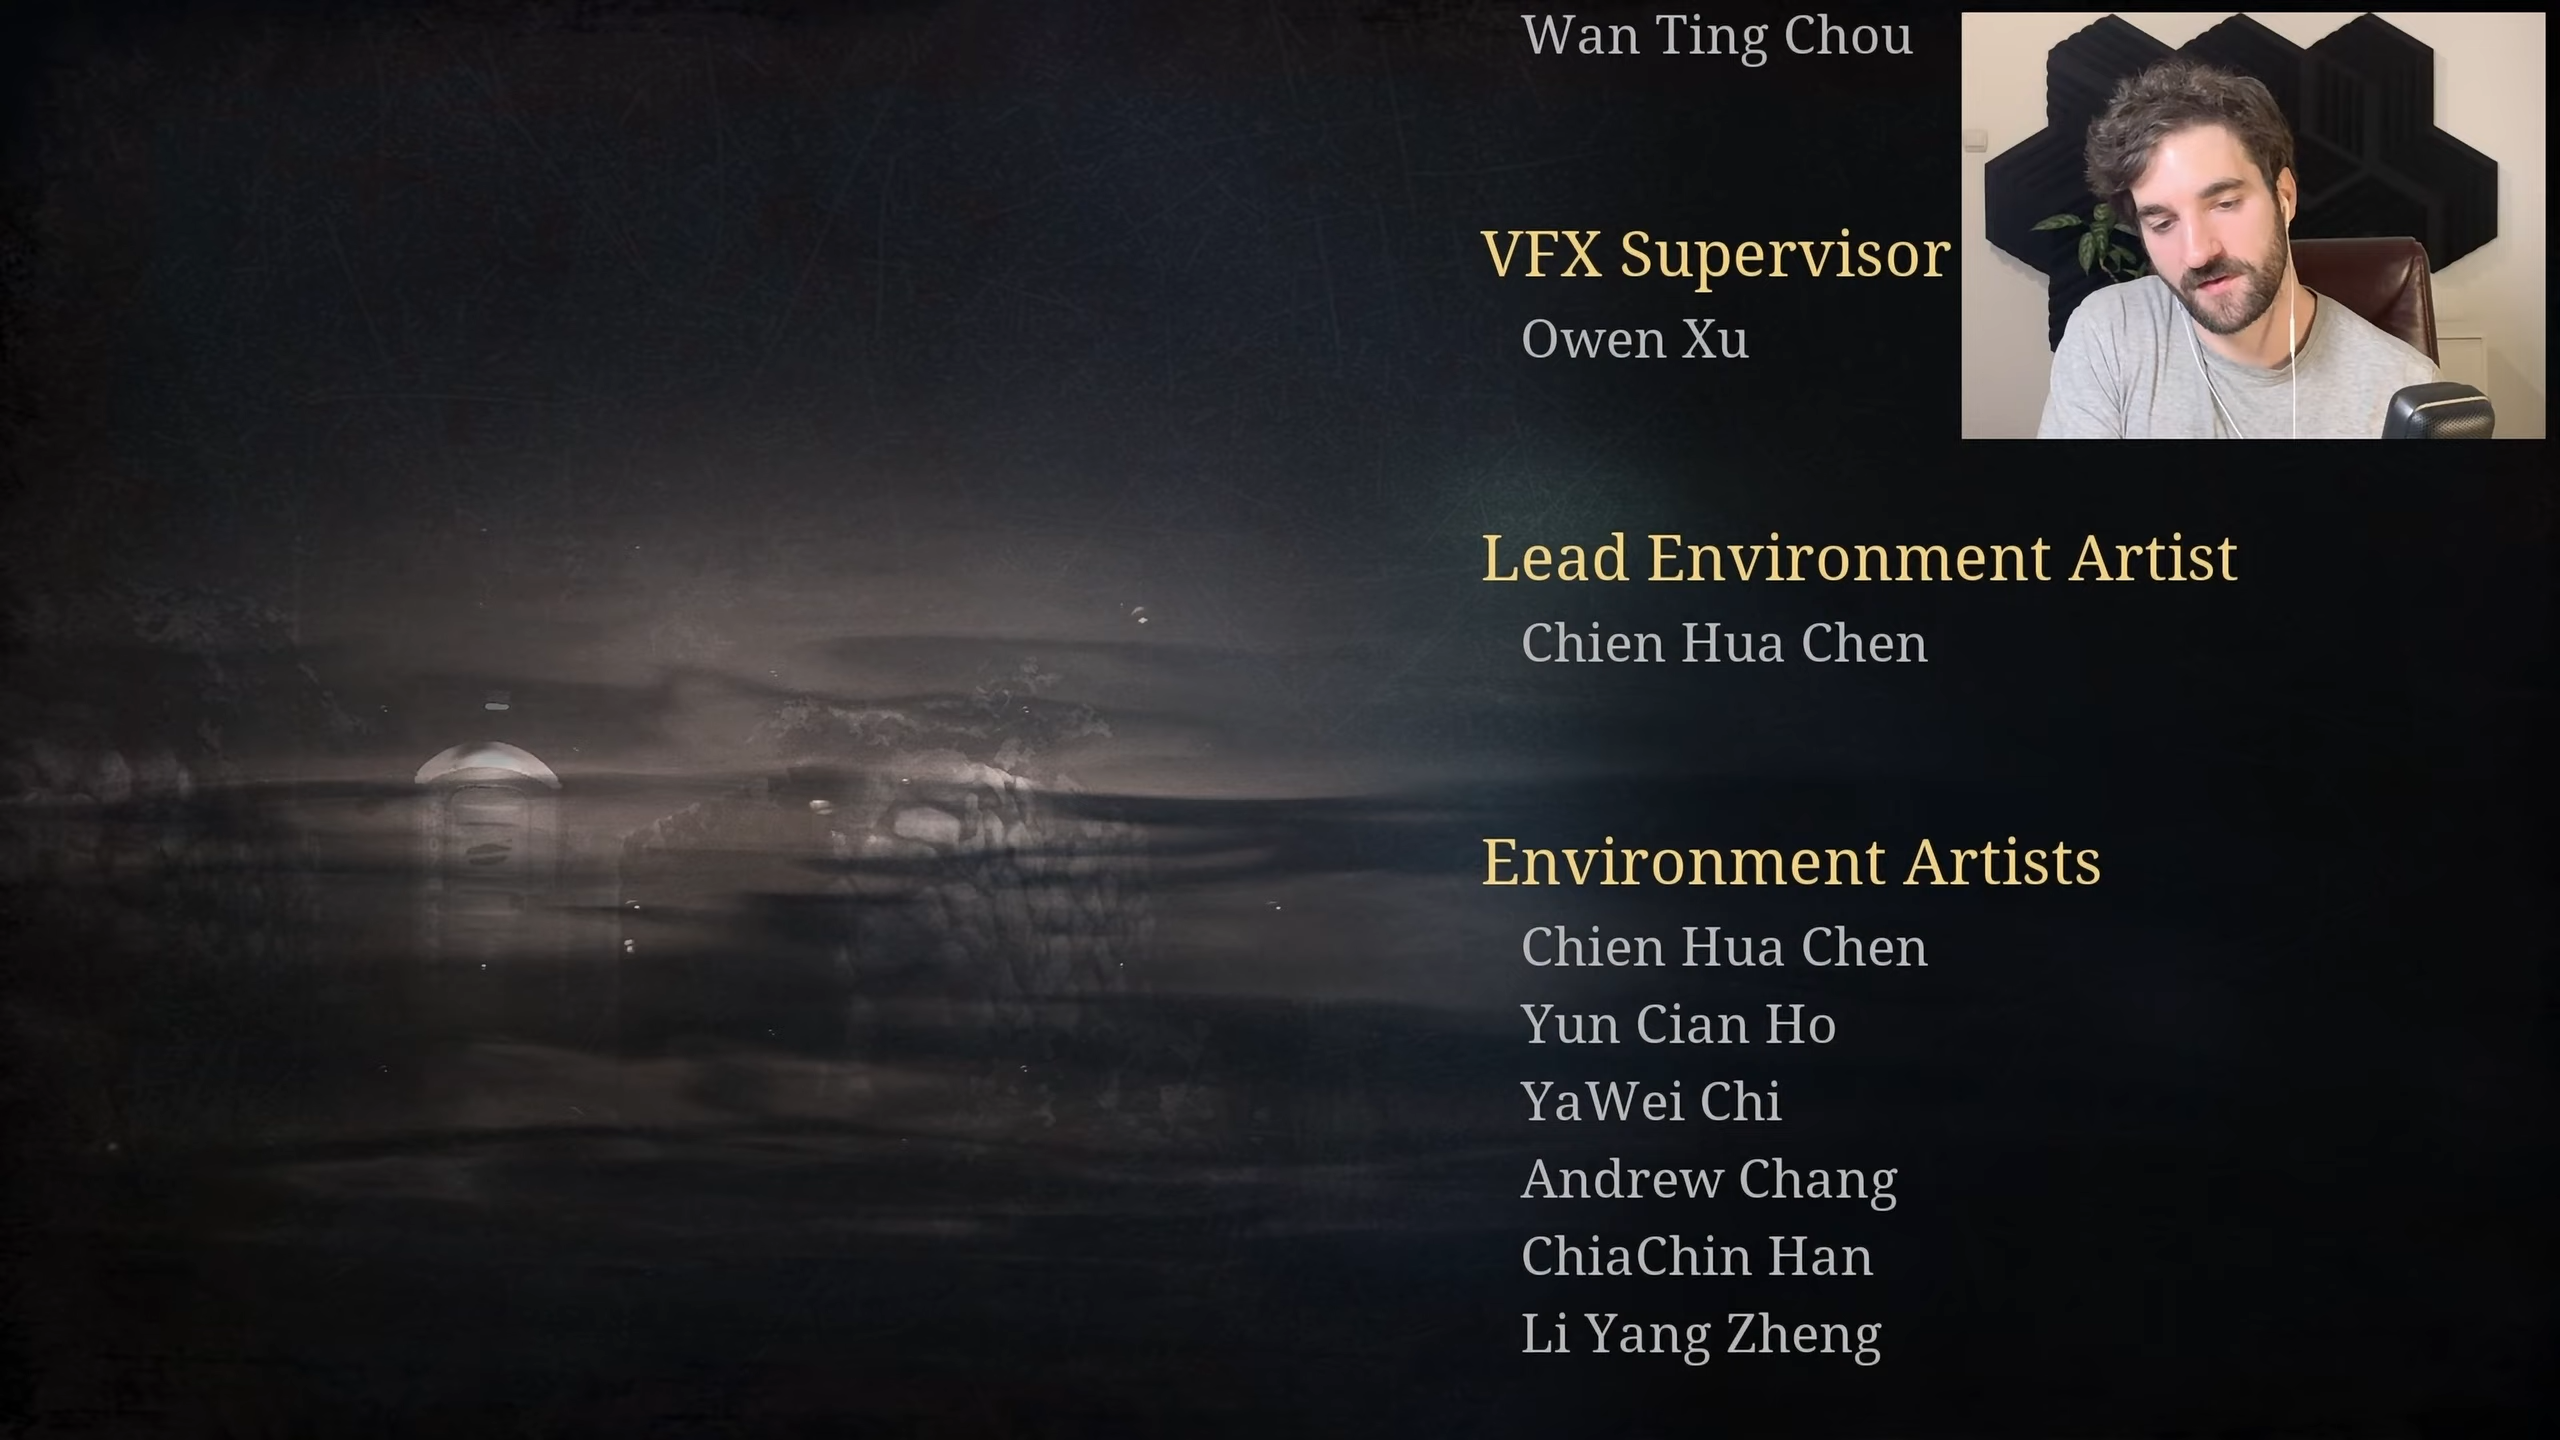 Wan Ting Chou
VFX Supervisor
Owen Xu
Lead Environment Artist
Chien Hua Chen
Environment Artists
Chien Hua Chen
Yun Cian Ho
YaWei Chi
Andrew Chang
ChiaChin Han
Li Yang Zheng